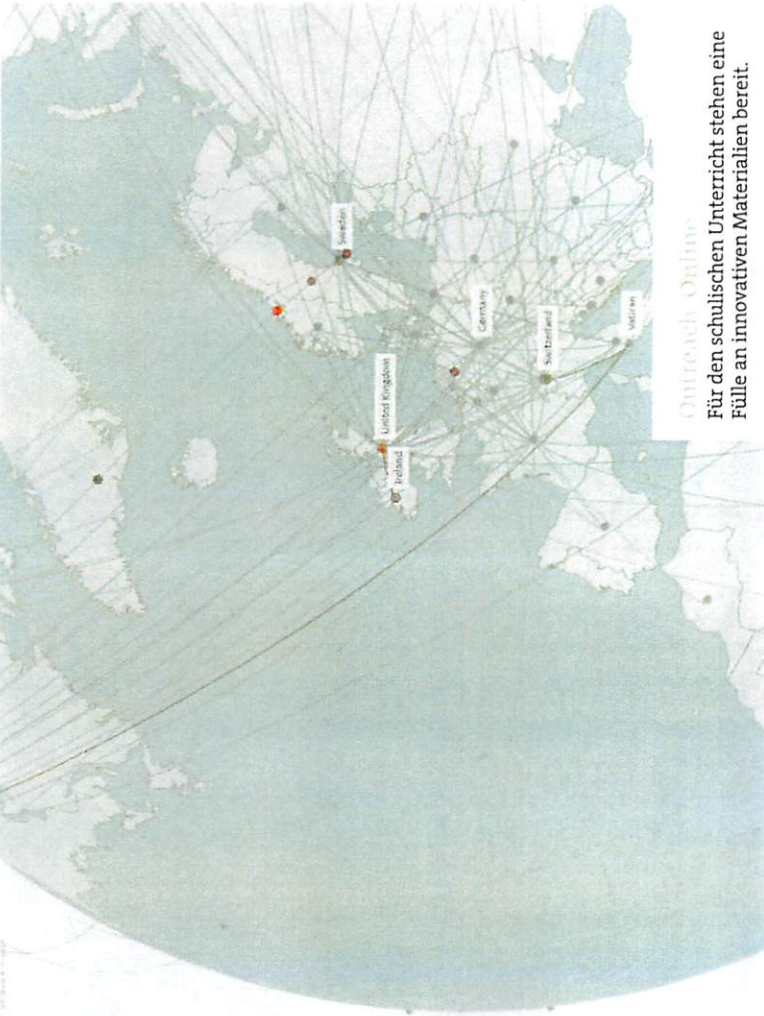 Sweden
United Kingdom
Ireland
Germany
Switzerland
Vatican
Outreach Online
Für den schulischen Unterricht stehen eine
Fülle an innovativen Materialien bereit.